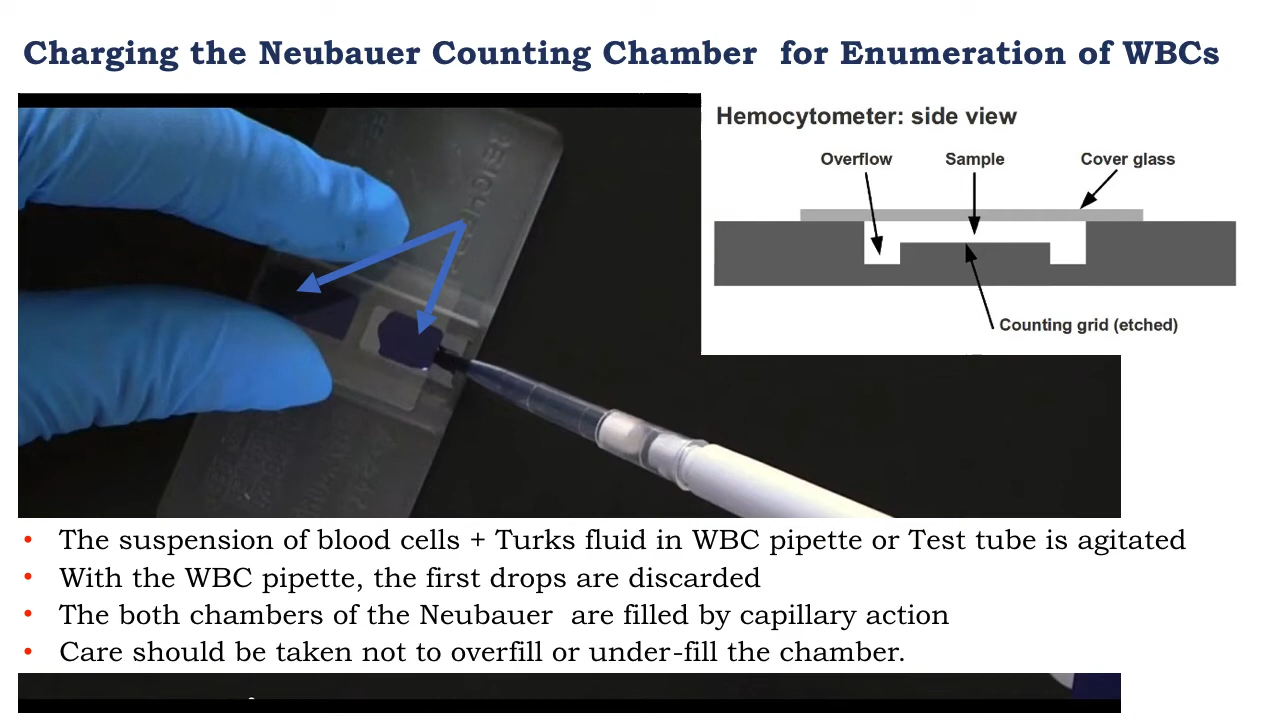 Charging the Neubauer Counting Chamber  for Enumeration of WBCs
Hemocytometer: side view
Overflow Sample Cover glass
Counting grid (etched)
• The suspension of blood cells + Turks fluid in WBC pipette or Test tube is agitated
• With the WBC pipette, the first drops are discarded
• The both chambers of the Neubauer  are filled by capillary action
• Care should be taken not to overfill or under-fill the chamber.